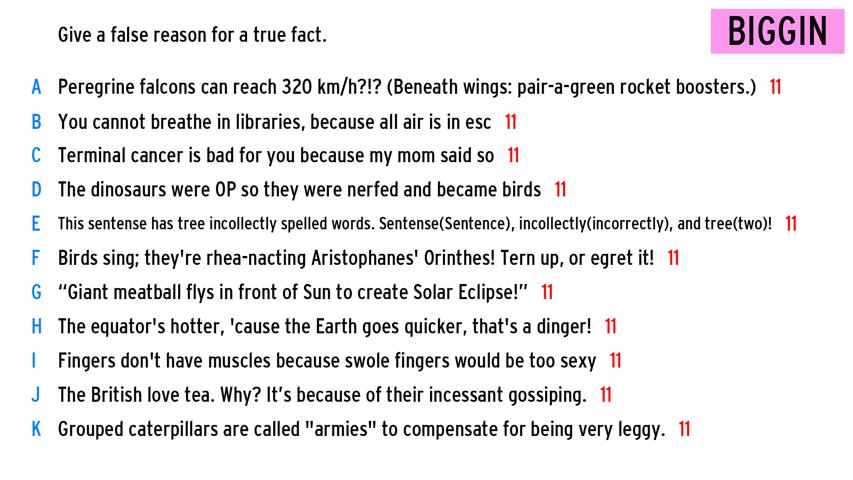 Give a false reason for a true fact.
BIGGIN
A Peregrine falcons can reach 320 km/h?!? (Beneath wings: pair-a-green rocket boosters.) 11
B You cannot breathe in libraries, because all air is in esc 11
C Terminal cancer is bad for you because my mom said so 11
D The dinosaurs were OP so they were nerfed and became birds 11
E This sentense has tree incollectly spelled words. Sentense(Sentence), incollectly(incorrectly), and tree(two)! 11
F Birds sing; they're rhea-nacting Aristophanes' Orinthes! Tern up, or egret it! 11
G “Giant meatball flys in front of Sun to create Solar Eclipse!” 11
H The equator's hotter, 'cause the Earth goes quicker, that's a dinger! 11
I Fingers don't have muscles because swole fingers would be too sexy 11
J The British love tea. Why? It’s because of their incessant gossiping. 11
K Grouped caterpillars are called "armies" to compensate for being very leggy. 11